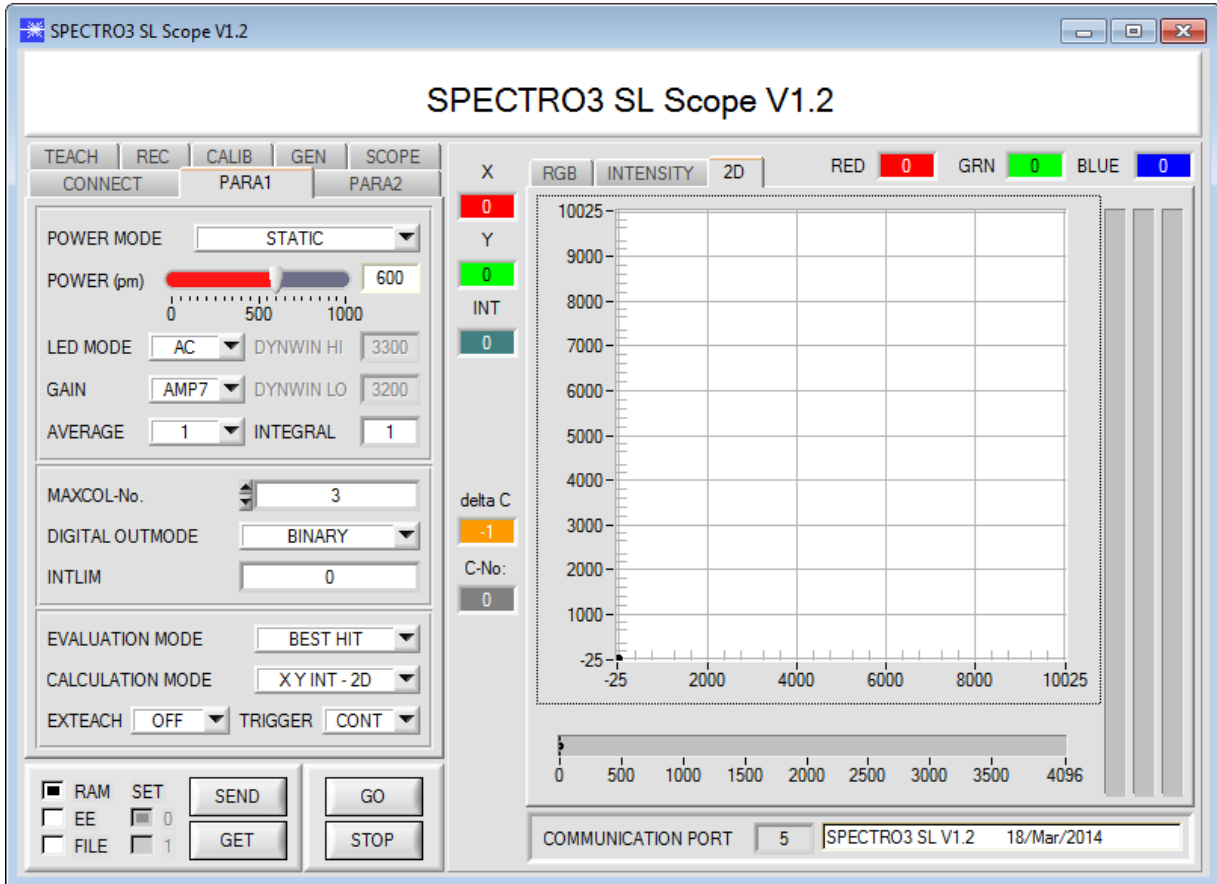 SPECTRO3 SL Scope V1.2
SPECTRO3 SL Scope V1.2
TEACH REC CALIB GEN SCOPE
CONNECT PARA1 PARA2
POWER MODE STATIC
POWER (pm) 600
0 500 1000
LED MODE AC DYNWIN HI 3300
GAIN AMP7 DYNWIN LO 3200
AVERAGE 1 INTEGRAL 1
MAXCOL-No. 3
DIGITAL OUTMODE BINARY
INTLIM 0
EVALUATION MODE BEST HIT
CALCULATION MODE X Y INT - 2D
EXTEACH OFF TRIGGER CONT
RAM SET SEND GO
EE 0
FILE 1 GET STOP
X
0
Y
0
INT
0
delta C
-1
C-No:
0
RGB INTENSITY 2D RED 0 GRN 0 BLUE 0
10025
9000
8000
7000
6000
5000
4000
3000
2000
1000
-25
-25 2000 4000 6000 8000 10025
0 500 1000 1500 2000 2500 3000 3500 4096
COMMUNICATION PORT 5 SPECTRO3 SL V1.2 18/Mar/2014